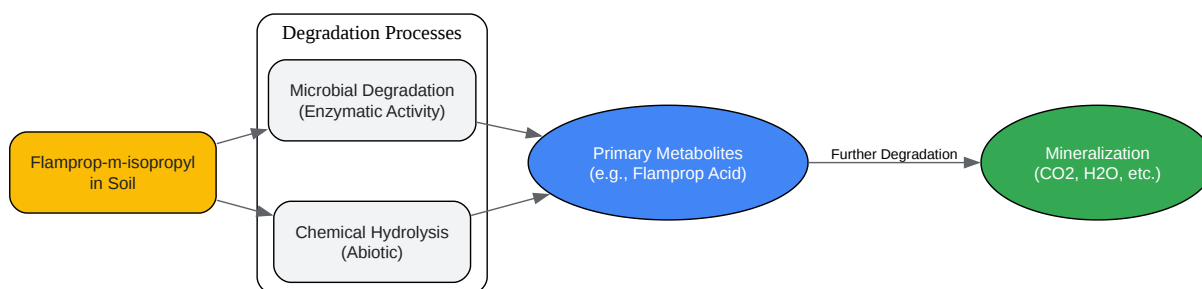 Degradation Processes
Microbial Degradation
(Enzymatic Activity)
Flamprop-m-isopropyl
in Soil
Chemical Hydrolysis
(Abiotic)
Primary Metabolites
(e.g., Flamprop Acid)
Further Degradation
Mineralization
(CO2, H2O, etc.)